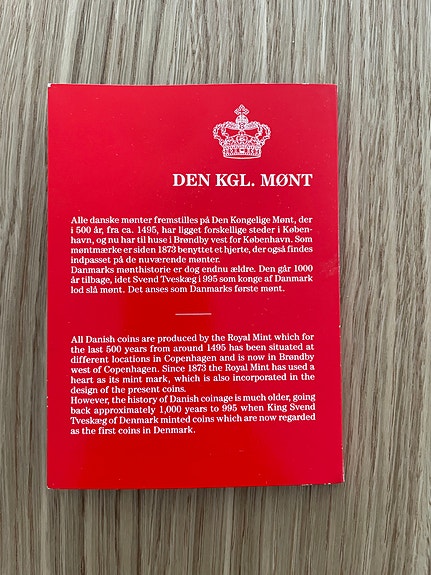 DEN KGL. MØNT
Alle danske mønter fremstilles på Den Kongelige Mønt, der
i 500 år, fra ca. 1495, har ligget forskellige steder i Køben-
havn, og nu har til huse i Brøndby vest for København. Som
møntmærke er siden 1873 benyttet et hjerte, der også findes
indpasset på de nuværende mønter.
Danmarks mønthistorie er dog endnu ældre. Den går 1000
år tilbage, idet Svend Tveskæg i 995 som konge af Danmark
lod slå mønt. Det anses som Danmarks første mønt.
All Danish coins are produced by the Royal Mint which for
the last 500 years from around 1495 has been situated at
different locations in Copenhagen and is now in Brøndby
west of Copenhagen. Since 1873 the Royal Mint has used a
heart as its mint mark, which is also incorporated in the
design of the present coins.
However, the history of Danish coinage is much older, going
back approximately 1,000 years to 995 when King Svend
Tveskæg of Denmark minted coins which are now regarded
as the first coins in Denmark.